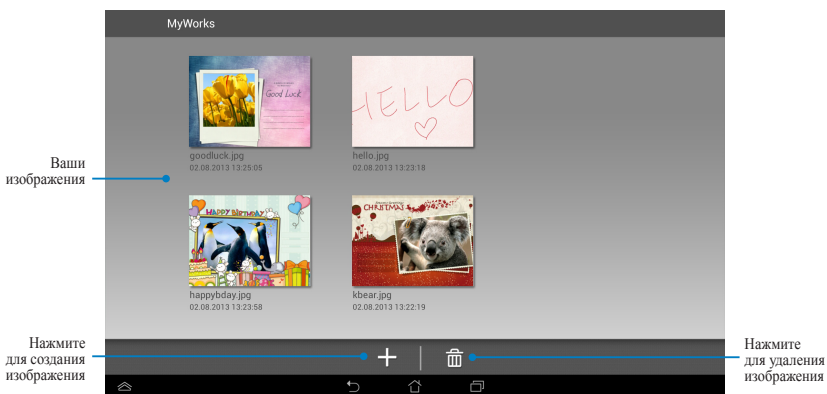 MyWorks
Good Luck
HELLO
goodluck.jpg
02.08.2013 13:25:05
hello.jpg
02.08.2013 13:23:18
Ваши
изображения
HAPPY BIRTHDAY
CHRISTMAS
happybday.jpg
02.08.2013 13:23:58
kbear.jpg
02.08.2013 13:22:19
Нажмите
для создания
изображения
Нажмите
для удаления
изображения